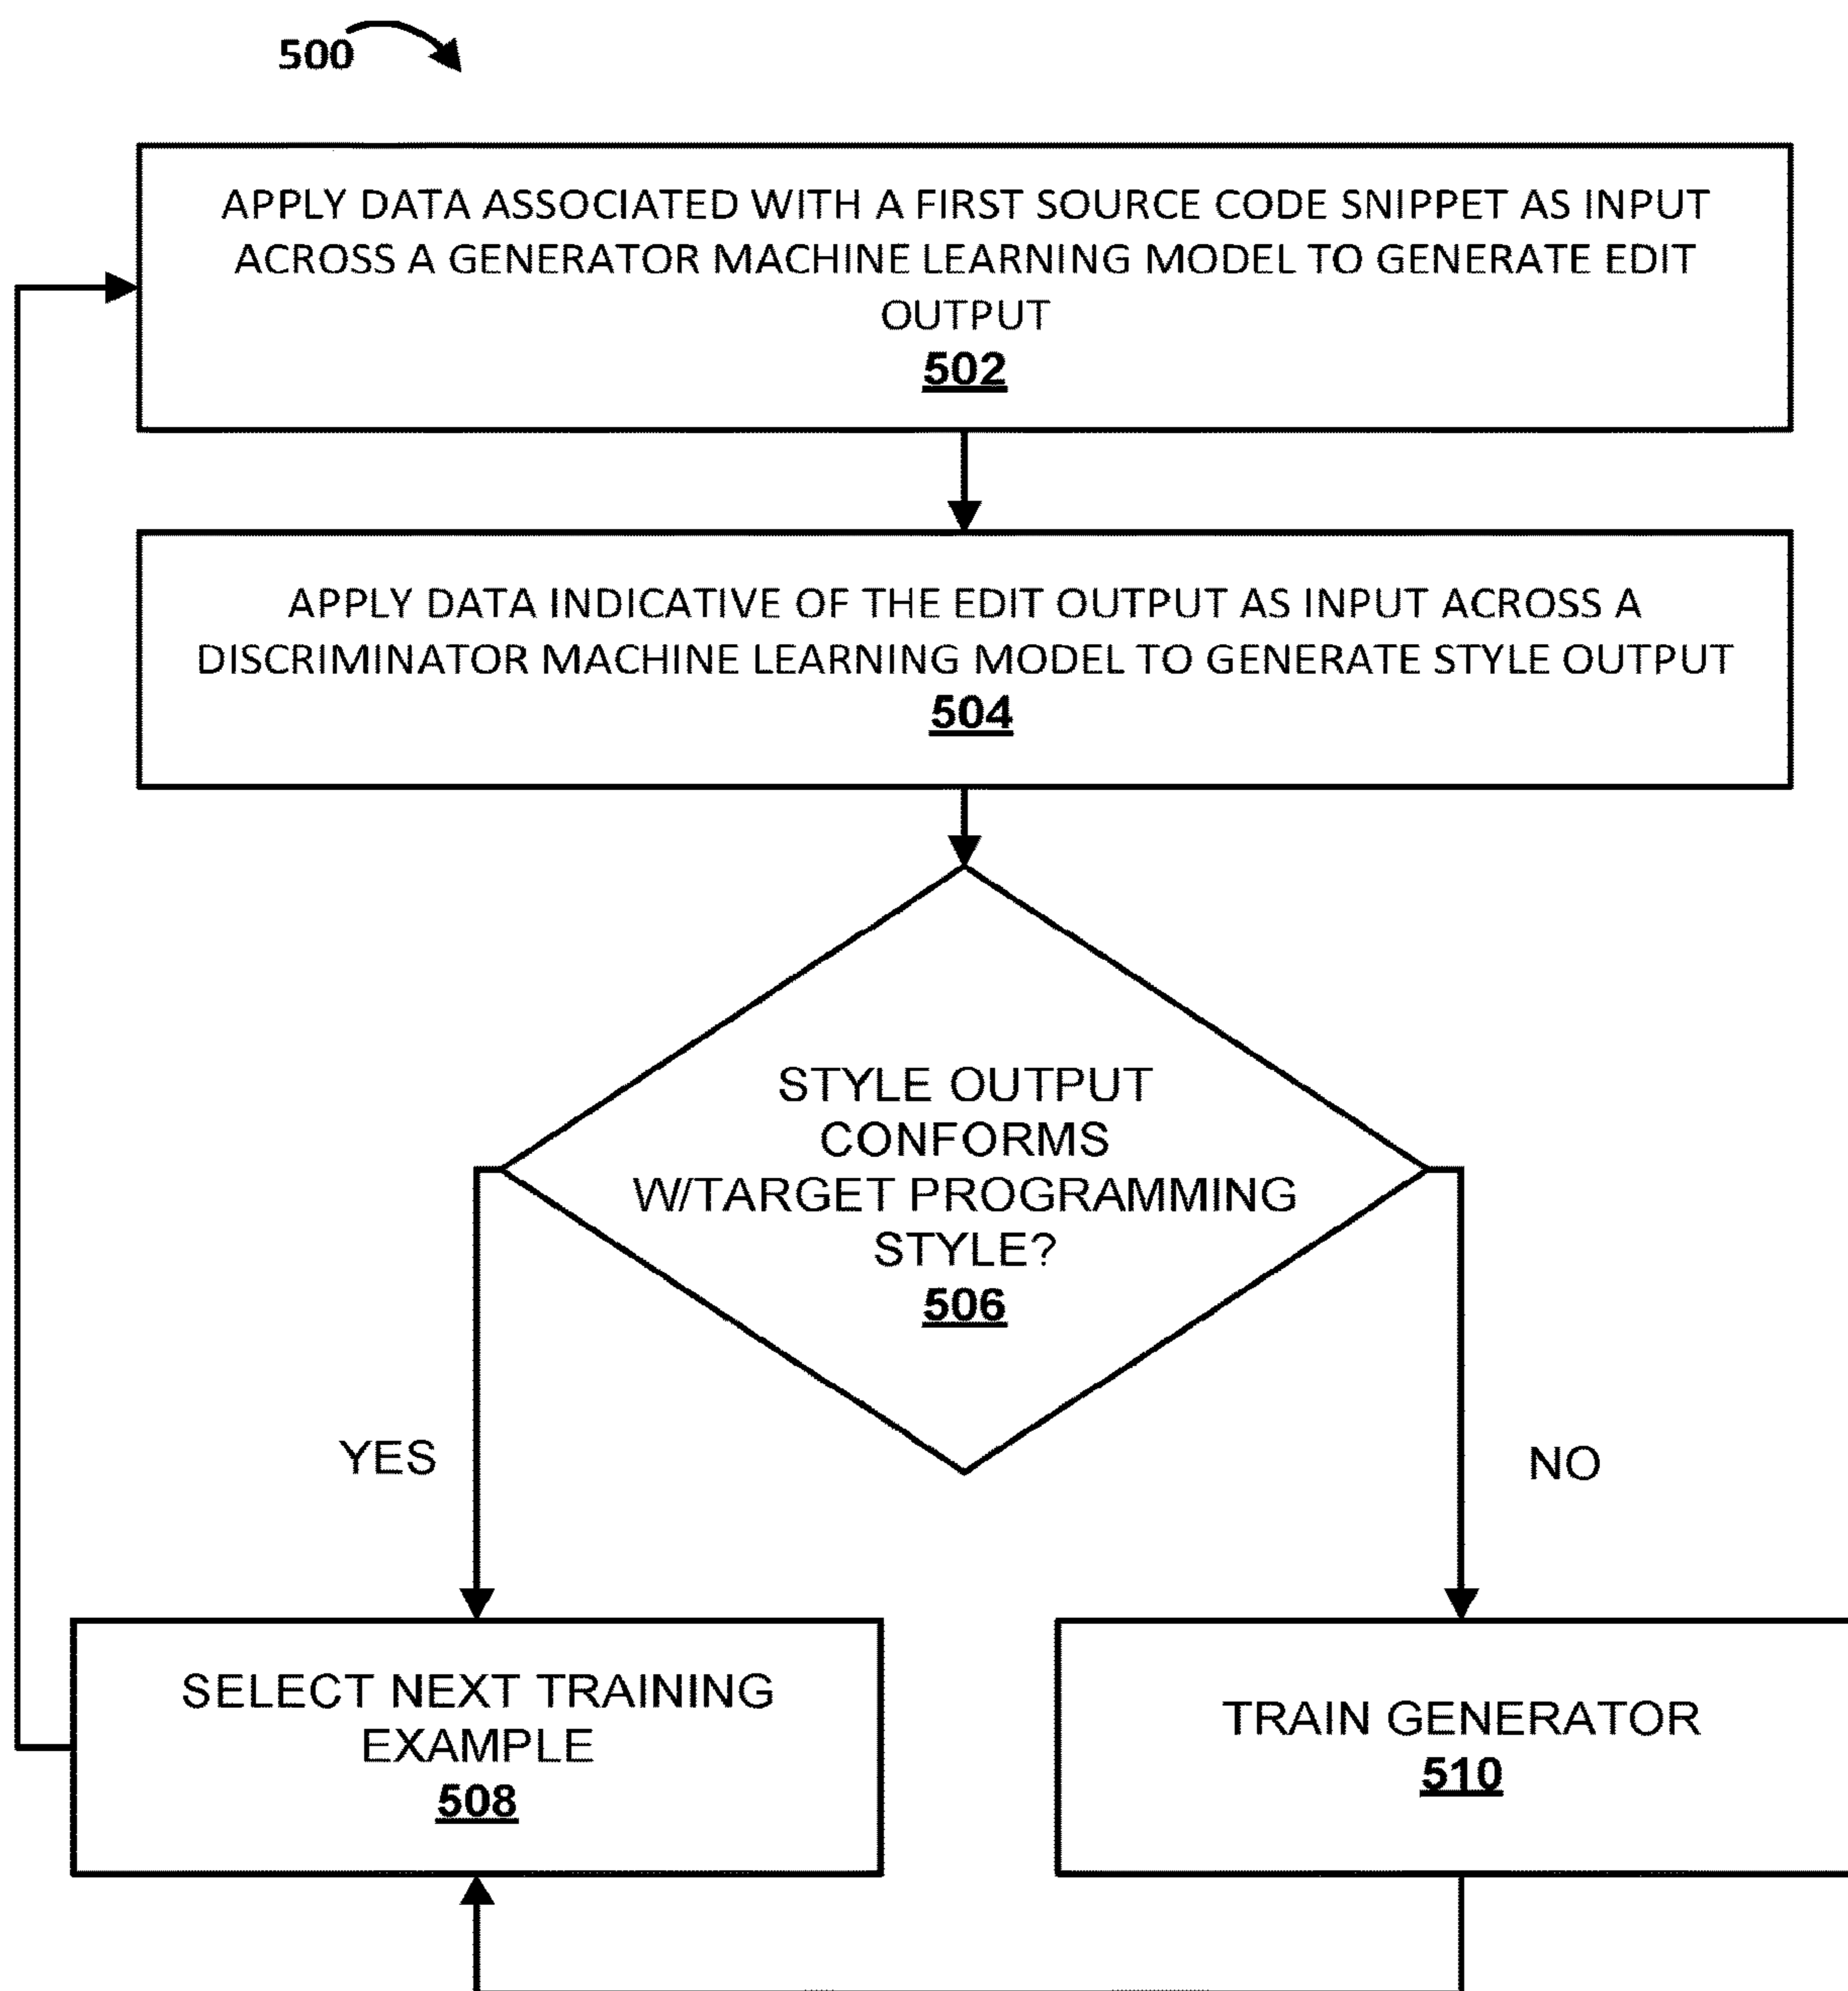 500
APPLY DATA ASSOCIATED WITH A FIRST SOURCE CODE SNIPPET AS INPUT
ACROSS A GENERATOR MACHINE LEARNING MODEL TO GENERATE EDIT
OUTPUT
502
APPLY DATA INDICATIVE OF THE EDIT OUTPUT AS INPUT ACROSS A
DISCRIMINATOR MACHINE LEARNING MODEL TO GENERATE STYLE OUTPUT
504
STYLE OUTPUT
CONFORMS
W/TARGET PROGRAMMING
STYLE?
506
YES
NO
SELECT NEXT TRAINING
EXAMPLE
508
TRAIN GENERATOR
510